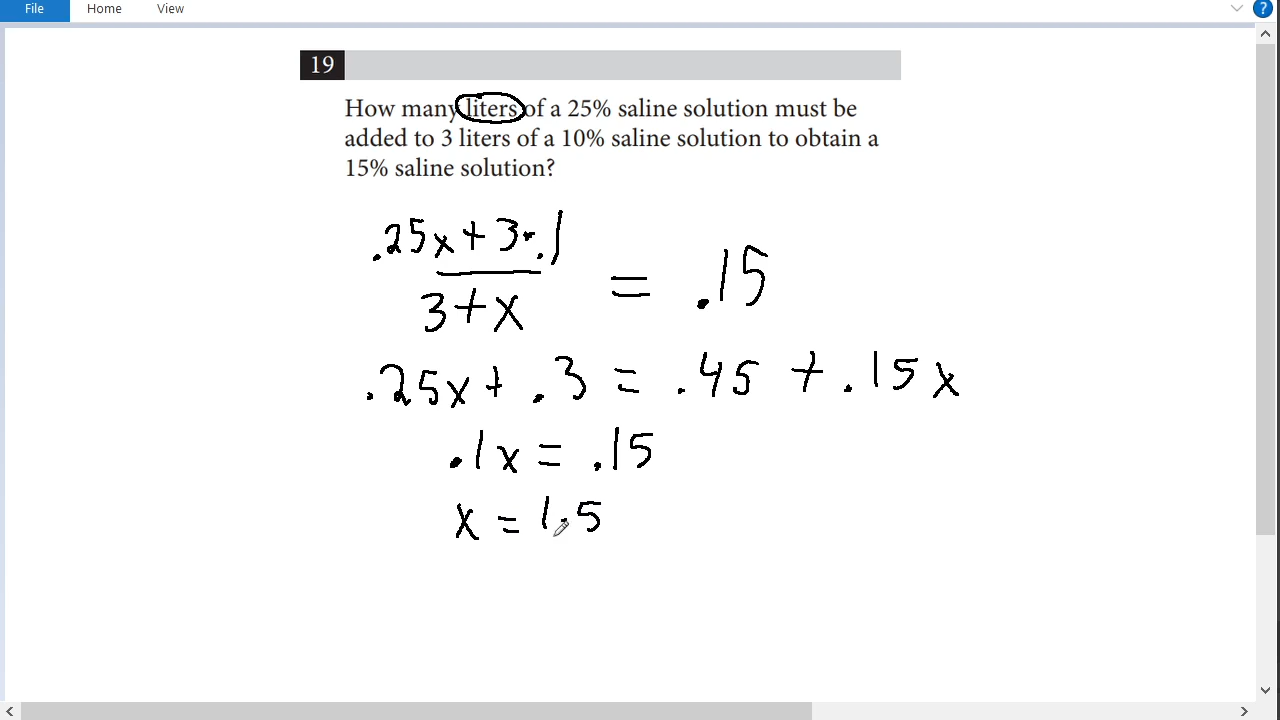 File Home View
?
19
How many liters of a 25% saline solution must be
added to 3 liters of a 10% saline solution to obtain a
15% saline solution?
.25x + 3 · .1
3 + x
= .15
.25x + .3 = .45 + .15x
.1x = .15
x = 1.5